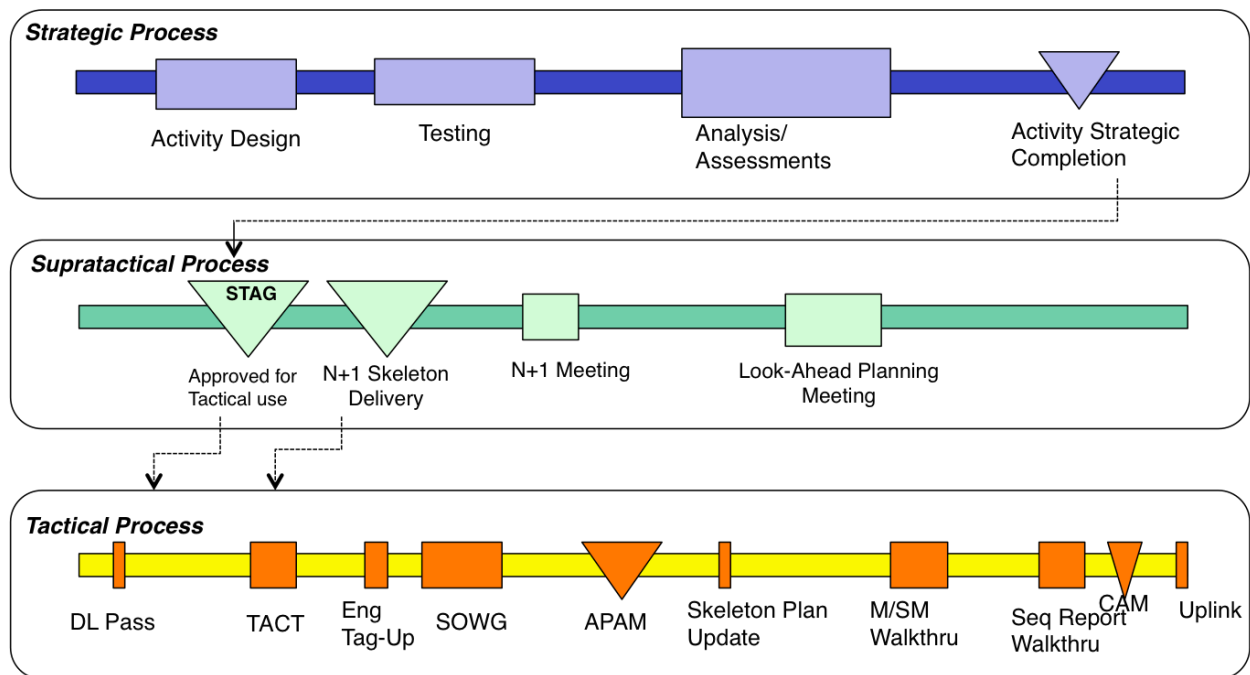 Strategic Process
Activity Design
Testing
Analysis/
Assessments
Activity Strategic
Completion
Supratactical Process
STAG
Approved for
Tactical use
N+1 Skeleton
Delivery
N+1 Meeting
Look-Ahead Planning
Meeting
Tactical Process
DL Pass
TACT
Eng
Tag-Up
SOWG
APAM
Skeleton Plan
Update
M/SM
Walkthru
Seq Report
Walkthru
CAM
Uplink